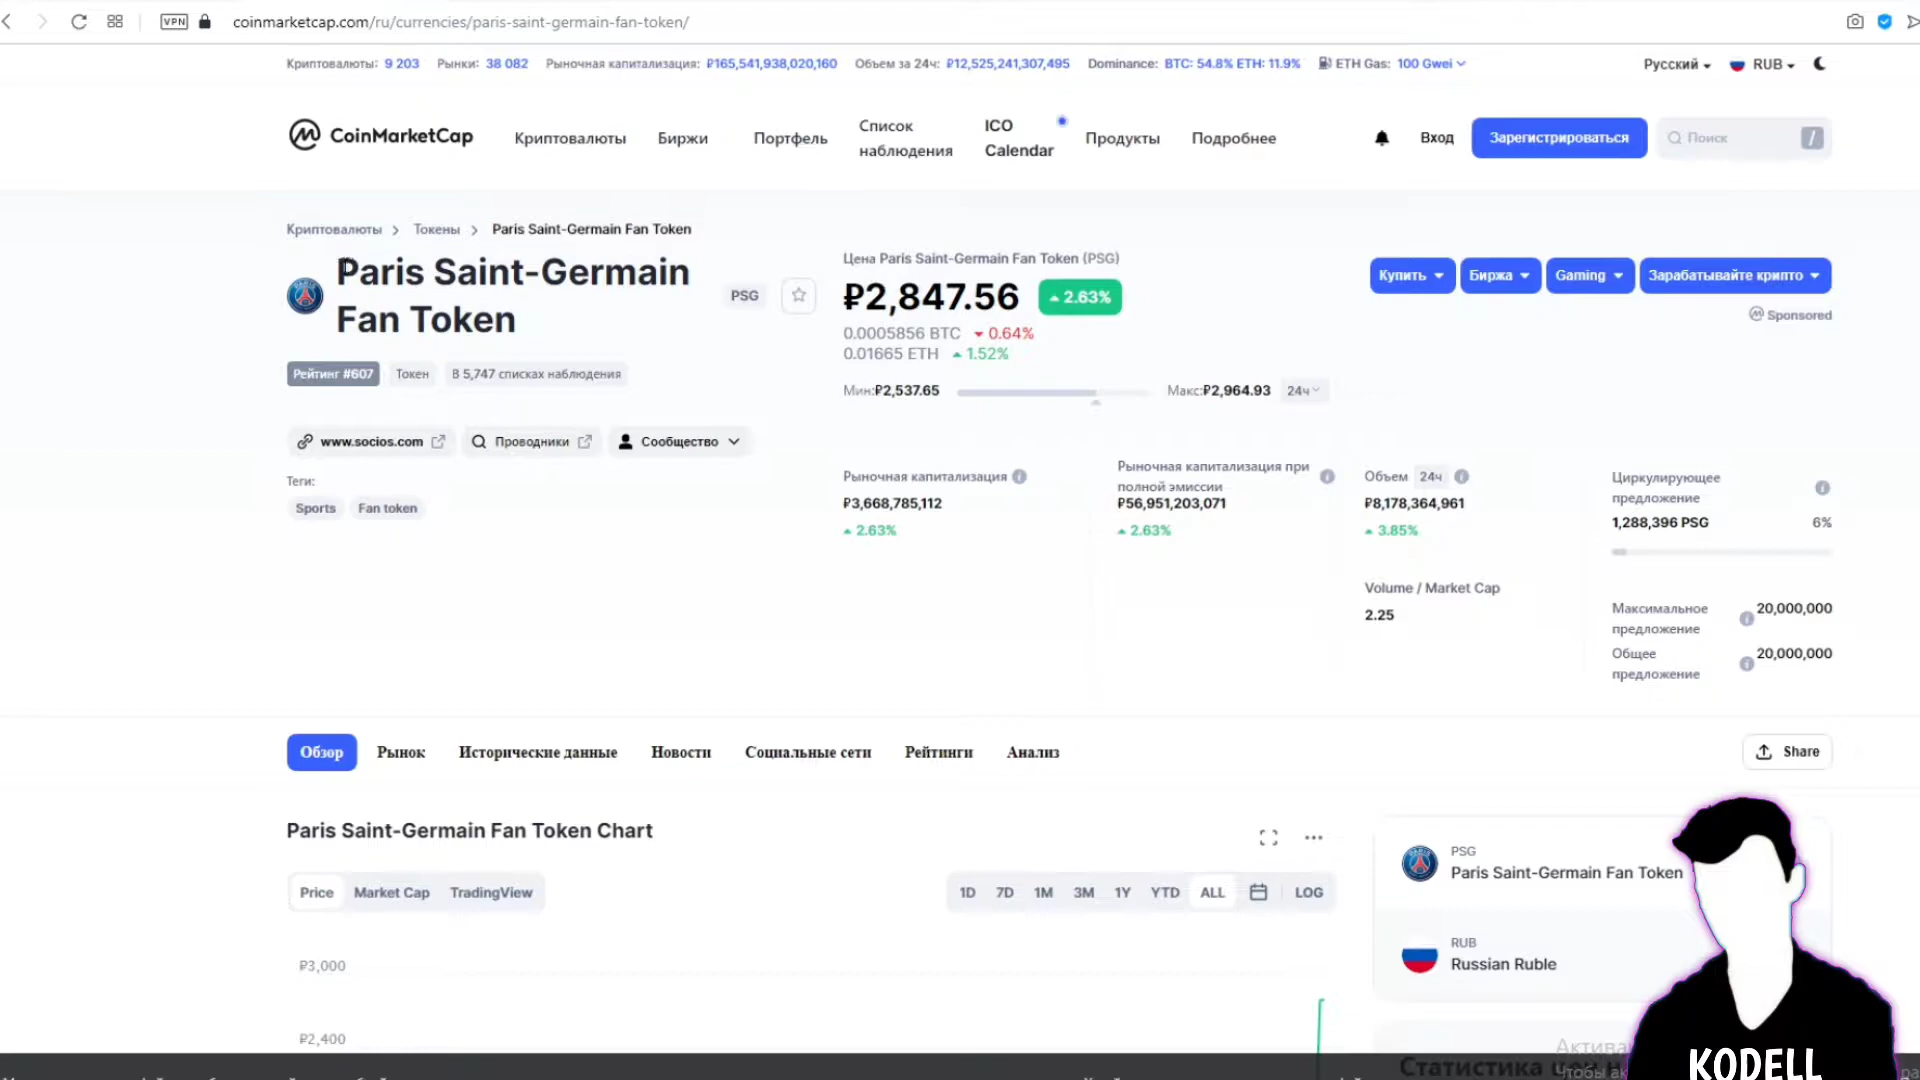 VPN coinmarketcap.com/ru/currencies/paris-saint-germain-fan-token/
Криптовалюты: 9 203 Рынки: 38 082 Рыночная капитализация: ₽165,541,938,020,160 Объем за 24ч: ₽12,525,241,307,495 Dominance: BTC: 54.8% ETH: 11.9% ETH Gas: 100 Gwei Русский RUB
CoinMarketCap Криптовалюты Биржи Портфель Список наблюдения ICO Calendar Продукты Подробнее Вход Зарегистрироваться Поиск /
Криптовалюты Токены Paris Saint-Germain Fan Token
Paris Saint-Germain
Fan Token
PSG
Рейтинг #607 Токен В 5,747 списках наблюдения
www.socios.com Проводники Сообщество
Теги:
Sports Fan token
Цена Paris Saint-Germain Fan Token (PSG)
₽2,847.56 2.63%
0.0005856 BTC 0.64%
0.01665 ETH 1.52%
Мин:₽2,537.65 Макс:₽2,964.93 24ч
Купить Биржа Gaming Зарабатывайте крипто
Sponsored
Рыночная капитализация
₽3,668,785,112
2.63%
Рыночная капитализация при
полной эмиссии
₽56,951,203,071
2.63%
Объем 24ч
₽8,178,364,961
3.85%
Volume / Market Cap
2.25
Циркулирующее
предложение
1,288,396 PSG 6%
Максимальное
предложение
20,000,000
Общее
предложение
20,000,000
Обзор Рынок Исторические данные Новости Социальные сети Рейтинги Анализ Share
Paris Saint-Germain Fan Token Chart
Price Market Cap TradingView 1D 7D 1M 3M 1Y YTD ALL LOG
₽3,000
₽2,400
PSG
Paris Saint-Germain Fan Token
RUB
Russian Ruble
Статистика
KODELL